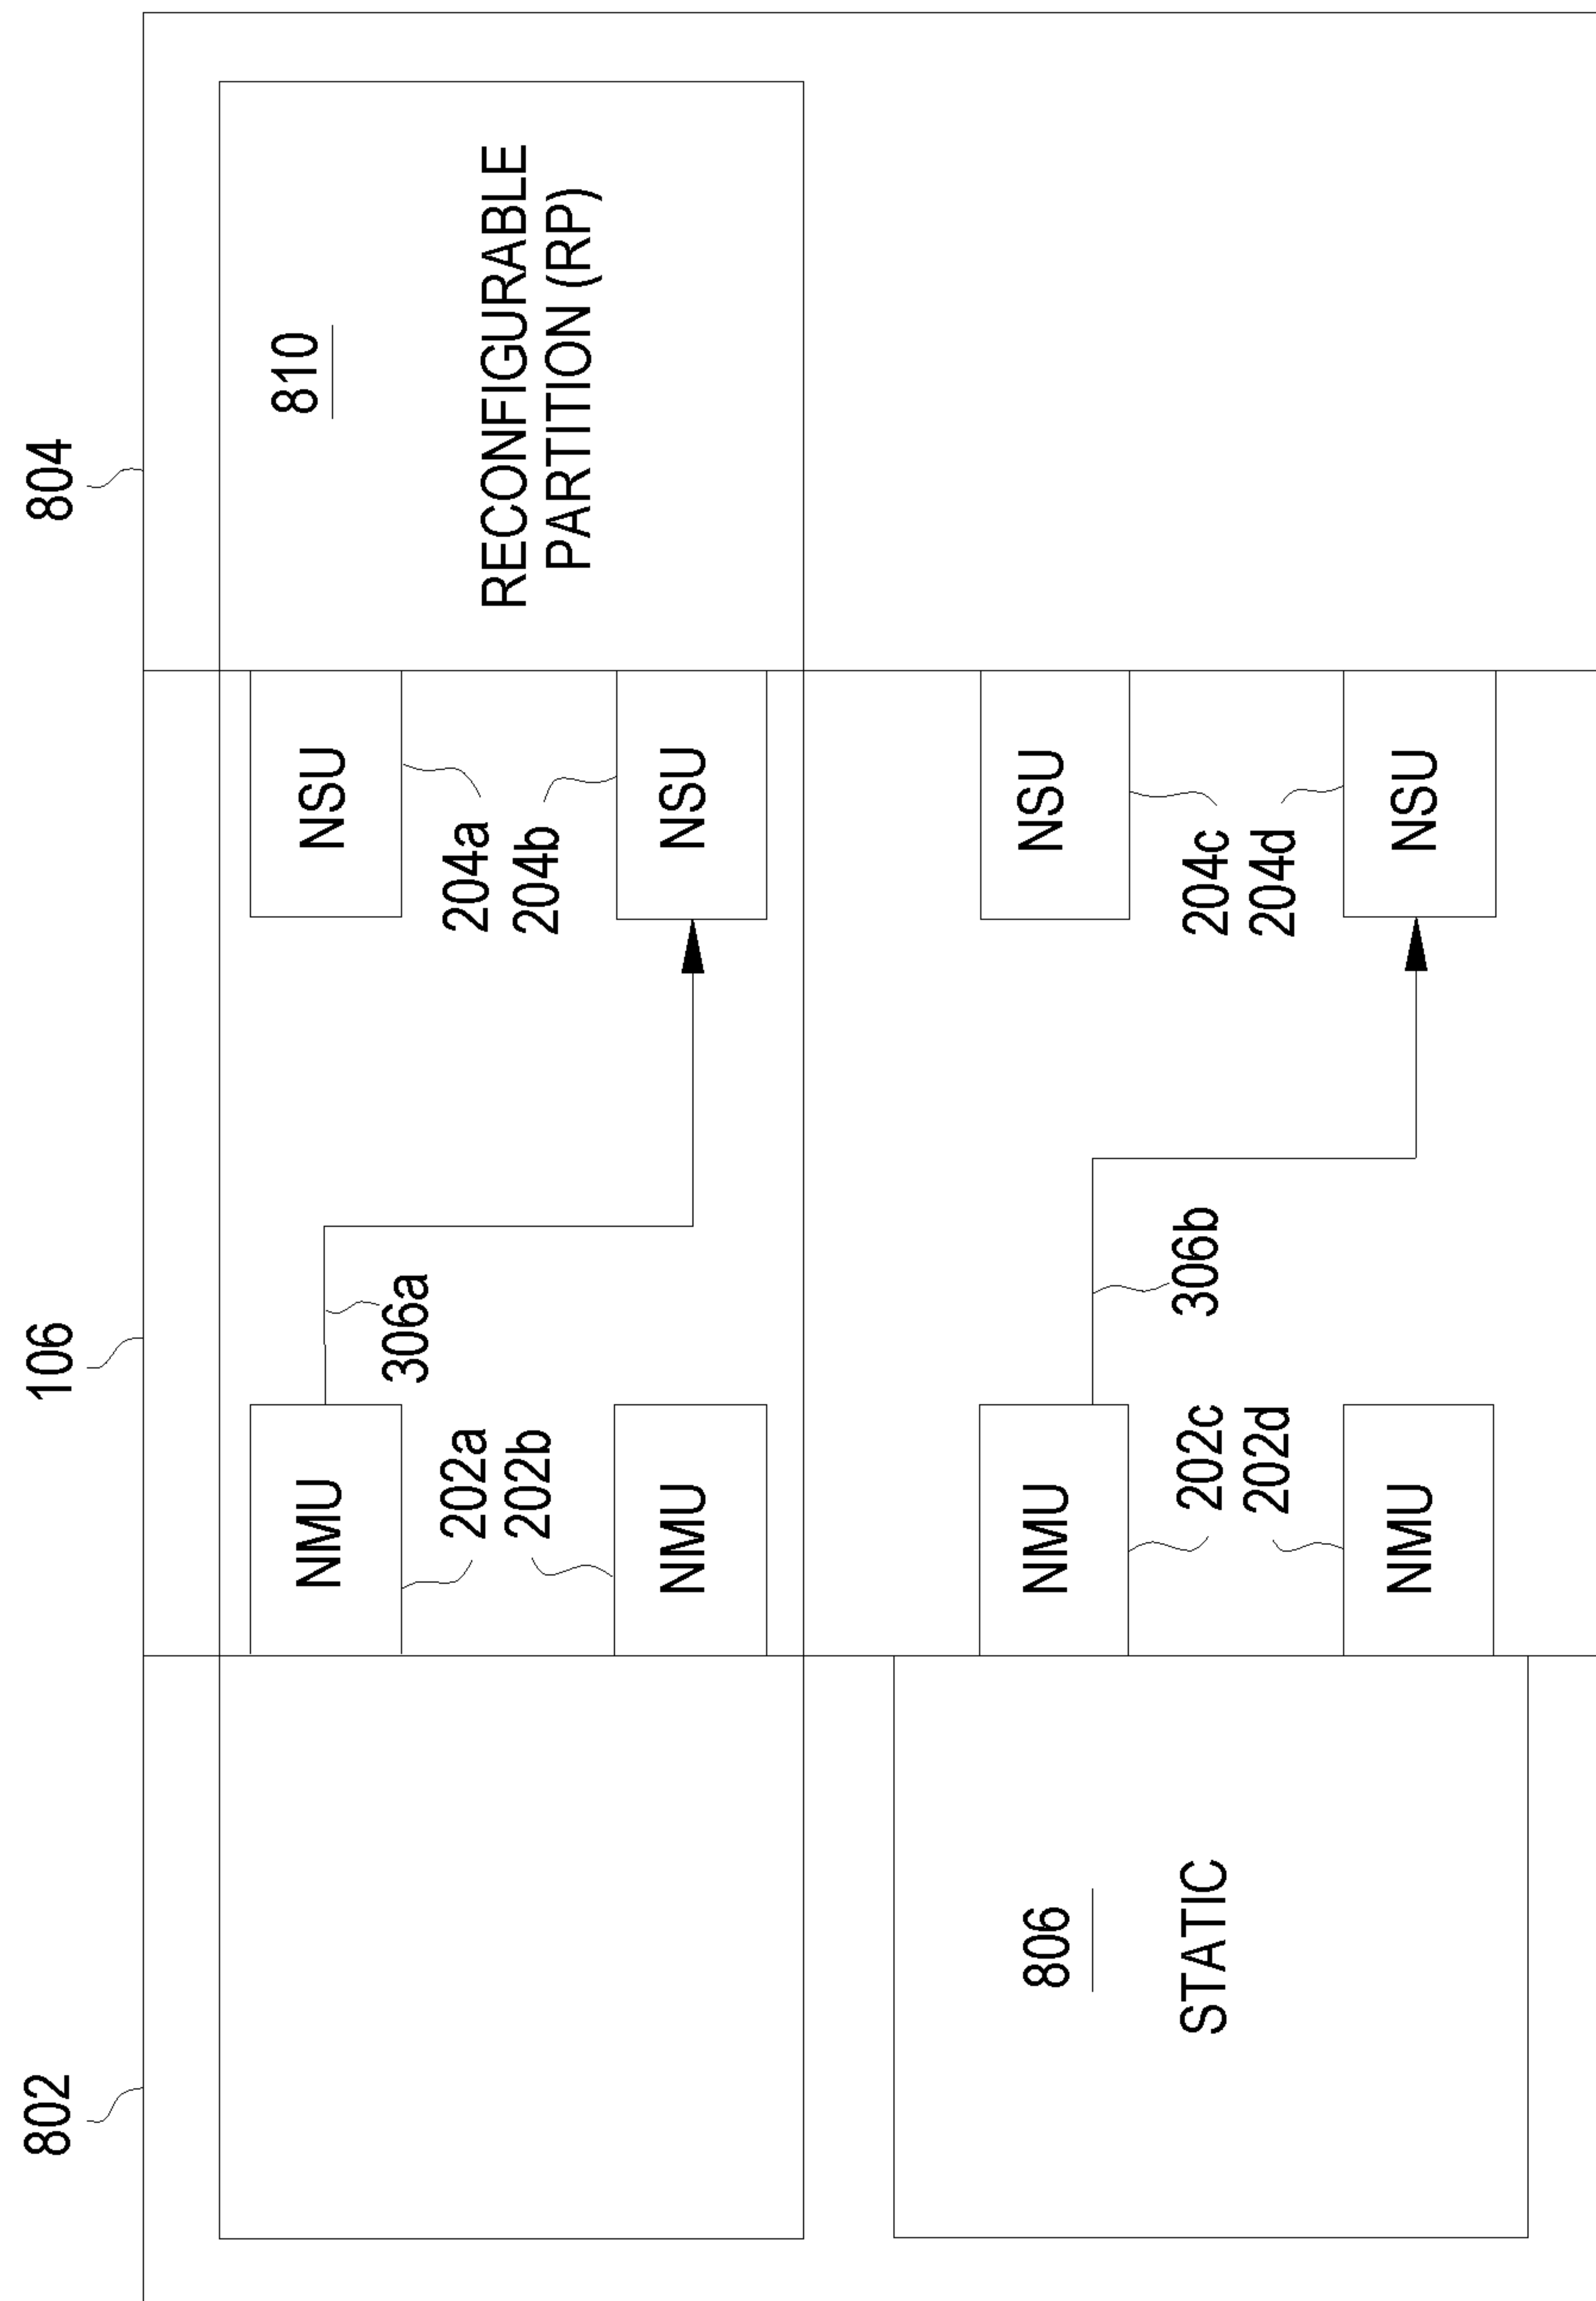 802
106
804
810
RECONFIGURABLE
PARTITION (RP)
NMU
306a
NSU
202a
204a
202b
204b
NMU
NSU
806
STATIC
NMU
306b
NSU
202c
204c
202d
204d
NMU
NSU